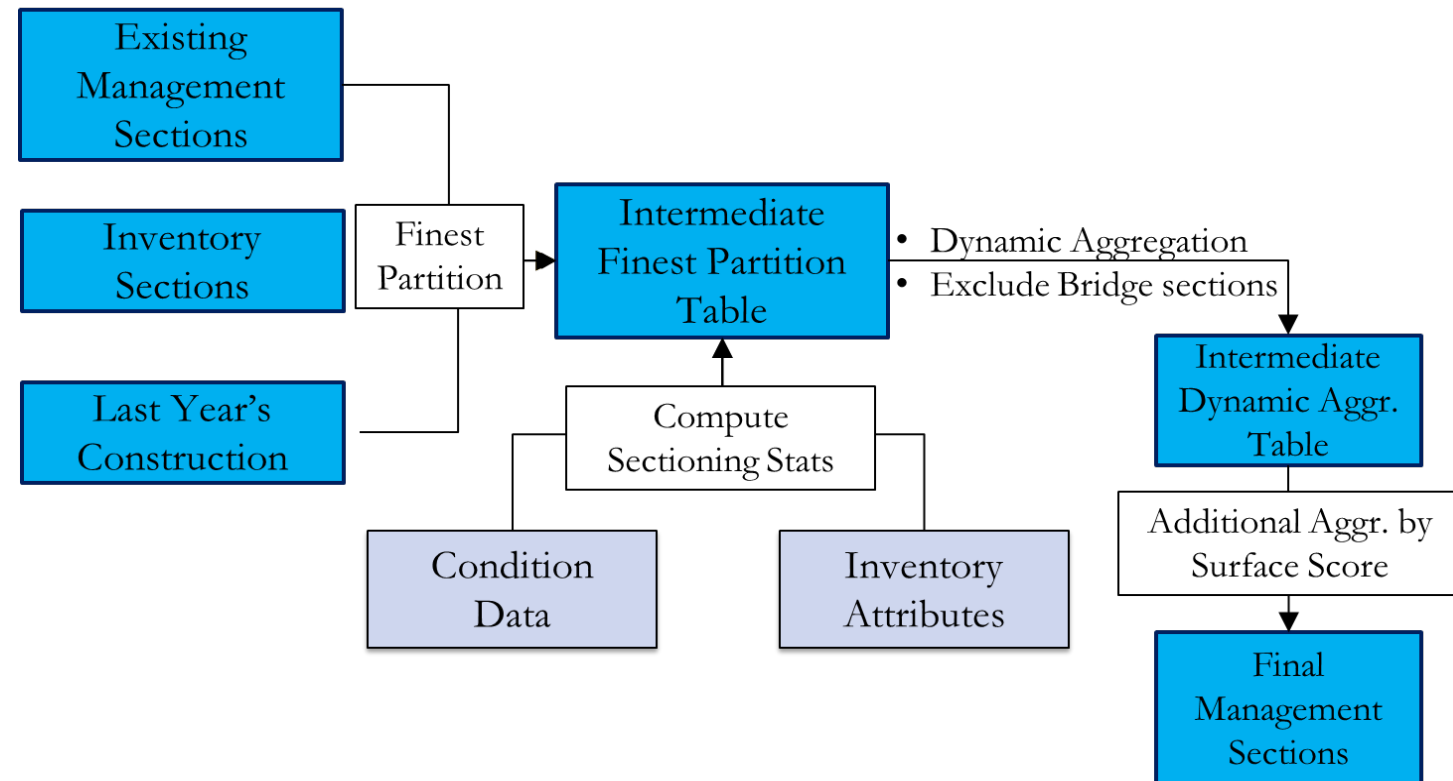 Existing
Management
Sections
Inventory
Sections
Last Year's
Construction
Finest
Partition
Intermediate
Finest Partition
Table
• Dynamic Aggregation
• Exclude Bridge sections
Compute
Sectioning Stats
Condition
Data
Inventory
Attributes
Intermediate
Dynamic Aggr.
Table
Additional Aggr. by
Surface Score
Final
Management
Sections